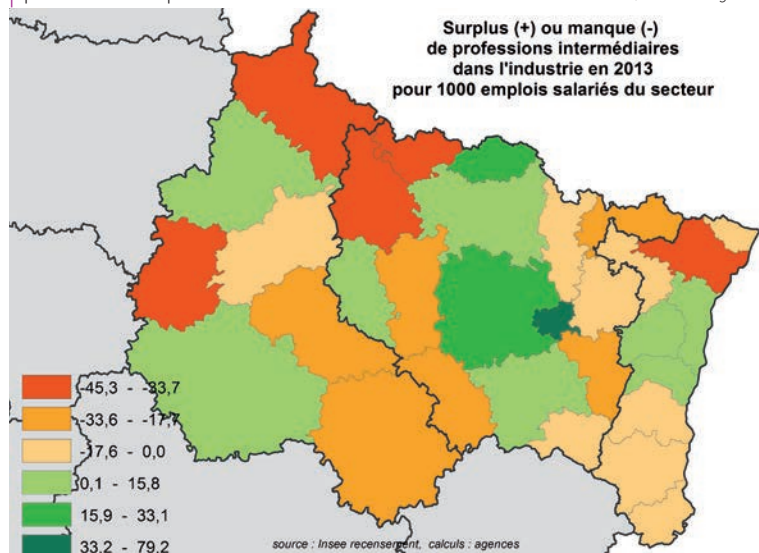 Surplus (+) ou manque (-)
de professions intermédiaires
dans l'industrie en 2013
pour 1000 emplois salariés du secteur
-45,3 - -33,7
-33,6 - -17,7
-17,6 - 0,0
0,1 - 15,8
15,9 - 33,1
33,2 - 79,2
source : Insee recensement, calculs : agences